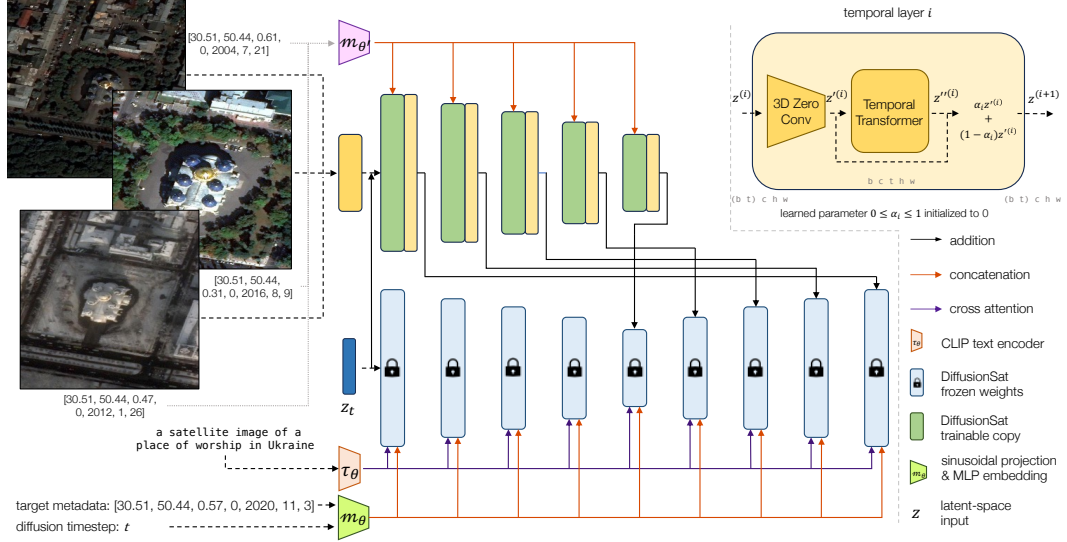 [30.51, 50.44, 0.61,
0, 2004, 7, 21]
[30.51, 50.44,
0.31, 0, 2016, 8, 9]
[30.51, 50.44, 0.47,
0, 2012, 1, 26]
a satellite image of a
place of worship in Ukraine
target metadata: [30.51, 50.44, 0.57, 0, 2020, 11, 3]
diffusion timestep: t
m_θ′
z_t
τ_θ
m_θ
temporal layer i
z^(i)
3D Zero
Conv
z′^(i)
Temporal
Transformer
z′′^(i)
α_i z′^(i)
+
(1 − α_i)z′^(i)
z^(i+1)
b c t h w
(b t) c h w
(b t) c h w
learned parameter 0 ≤ α_i ≤ 1 initialized to 0
addition
concatenation
cross attention
τ_θ
CLIP text encoder
DiffusionSat
frozen weights
DiffusionSat
trainable copy
m_θ
sinusoidal projection
& MLP embedding
z
latent-space
input